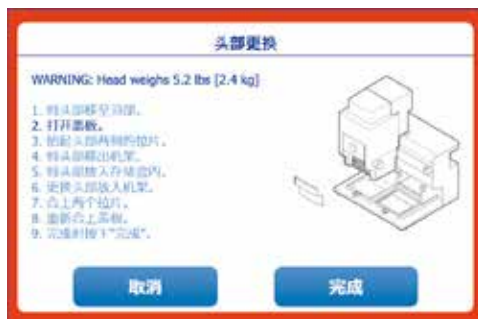 头部更换
WARNING: Head weighs 5.2 lbs [2.4 kg]
1. 将头部移至顶部。
2. 打开盖板。
3. 抬起头部两侧的拉片。
4. 将头部移出机架。
5. 将头部放入存储盒内。
6. 更换头部放入机架。
7. 合上两个拉片。
8. 重新合上盖板。
9. 完成时按下“完成”。
取消
完成